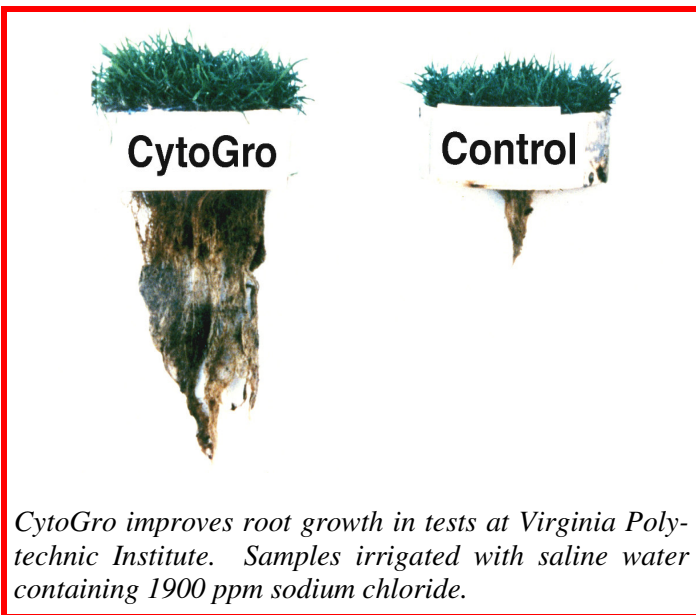 CytoGro
Control
CytoGro improves root growth in tests at Virginia Poly-
technic Institute. Samples irrigated with saline water
containing 1900 ppm sodium chloride.